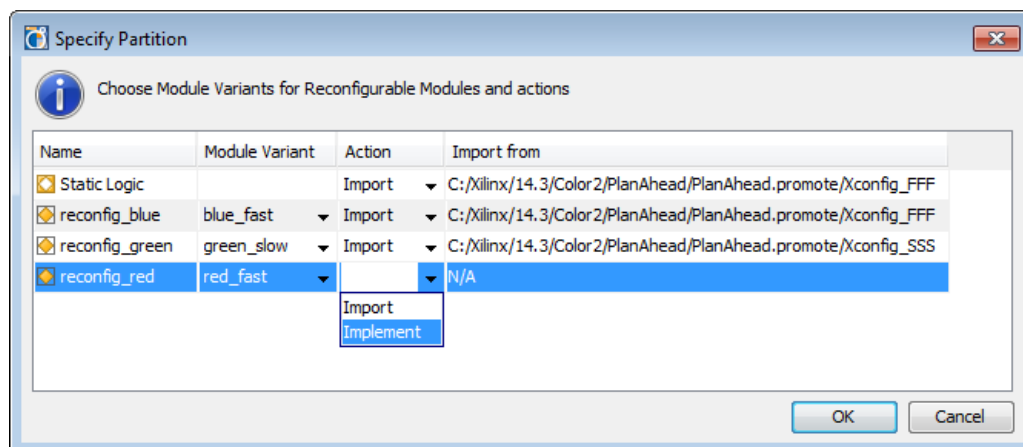 Specify Partition
Choose Module Variants for Reconfigurable Modules and actions
Name Module Variant Action Import from
Static Logic Import C:/Xilinx/14.3/Color2/PlanAhead/PlanAhead.promote/Xconfig_FFF
reconfig_blue blue_fast Import C:/Xilinx/14.3/Color2/PlanAhead/PlanAhead.promote/Xconfig_FFF
reconfig_green green_slow Import C:/Xilinx/14.3/Color2/PlanAhead/PlanAhead.promote/Xconfig_SSS
reconfig_red red_fast N/A
Import
Implement
OK Cancel